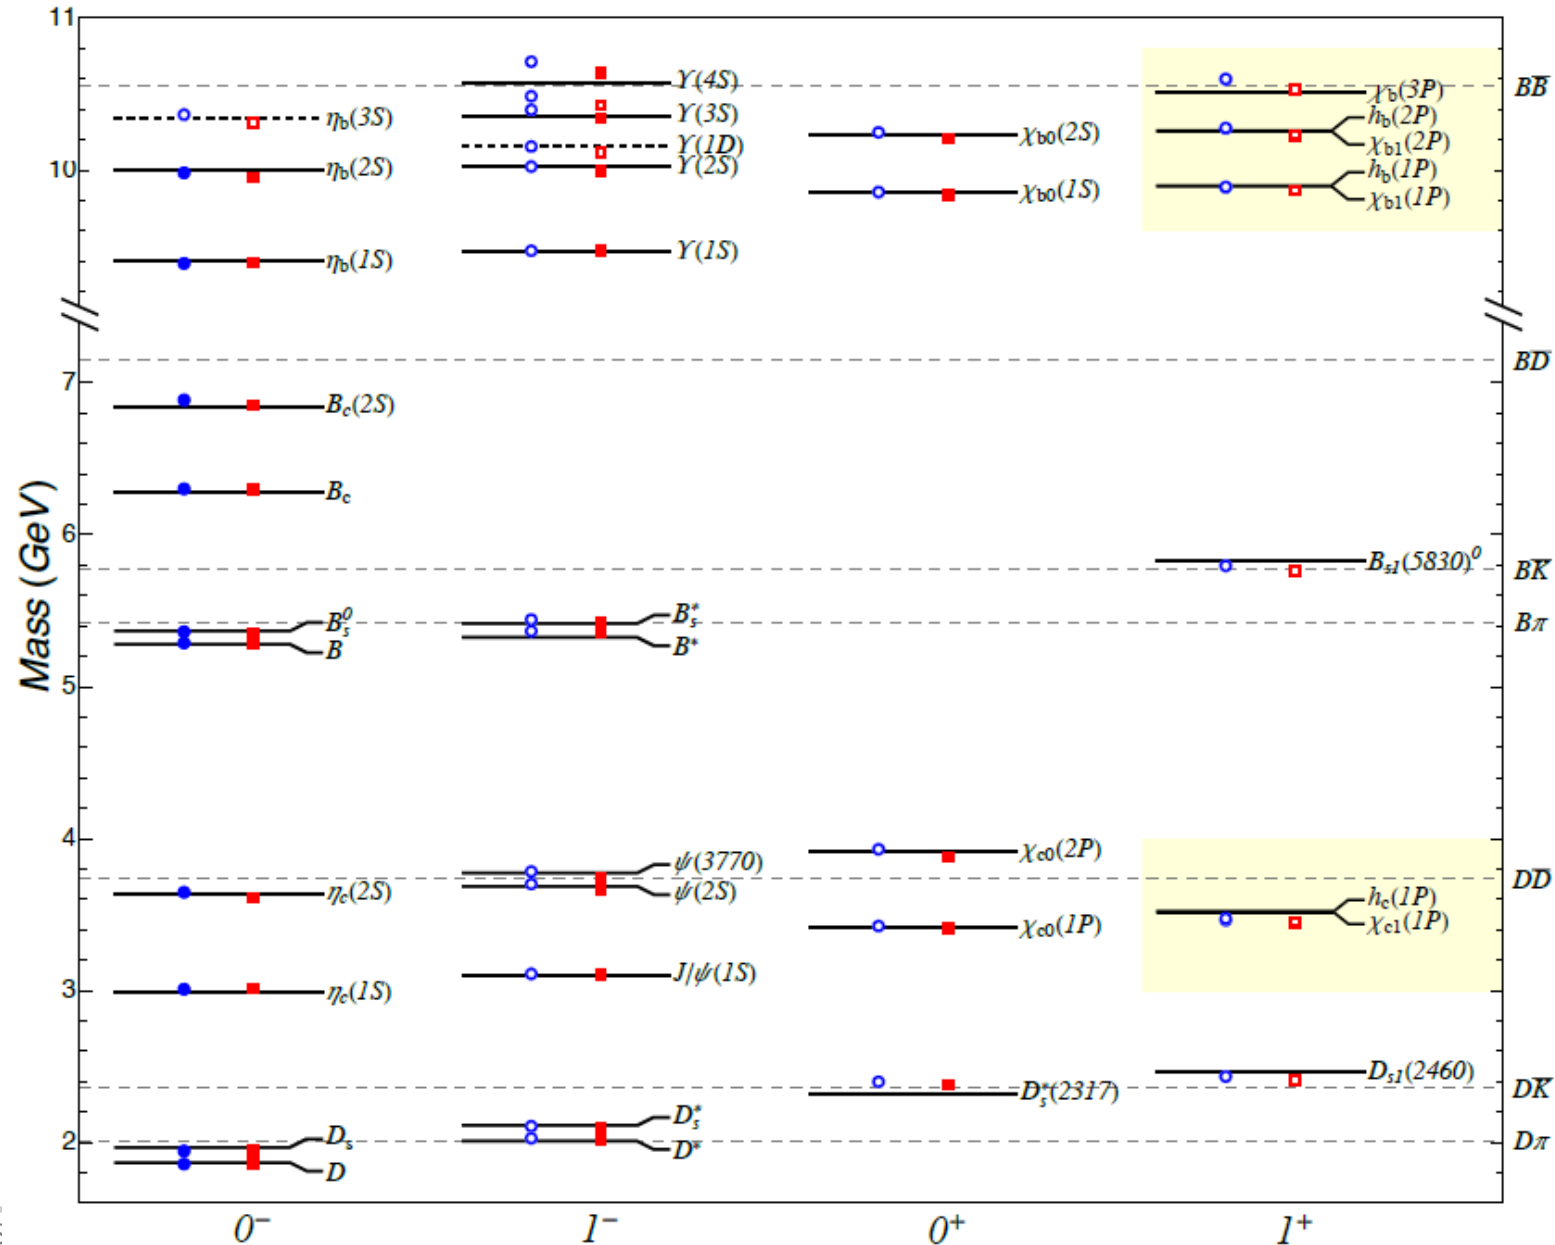 11
10
7
6
5
4
3
2
Mass (GeV)
η_b(3S)
η_b(2S)
η_b(1S)
B_c(2S)
B_c
B_s^0
B
η_c(2S)
η_c(1S)
D_s
D
Υ(4S)
Υ(3S)
Υ(1D)
Υ(2S)
Υ(1S)
B_s^*
B^*
ψ(3770)
ψ(2S)
J/ψ(1S)
D_s^*
D^*
χ_b0(2S)
χ_b0(1S)
χ_c0(2P)
χ_c0(1P)
D_s^*(2317)
χ_b(3P)
h_b(2P)
χ_b1(2P)
h_b(1P)
χ_b1(1P)
B_s1(5830)^0
h_c(1P)
χ_c1(1P)
D_s1(2460)
BB̅
BD̅
BK̅
Bπ
DD̅
DK̅
Dπ
0^−
1^−
0^+
1^+